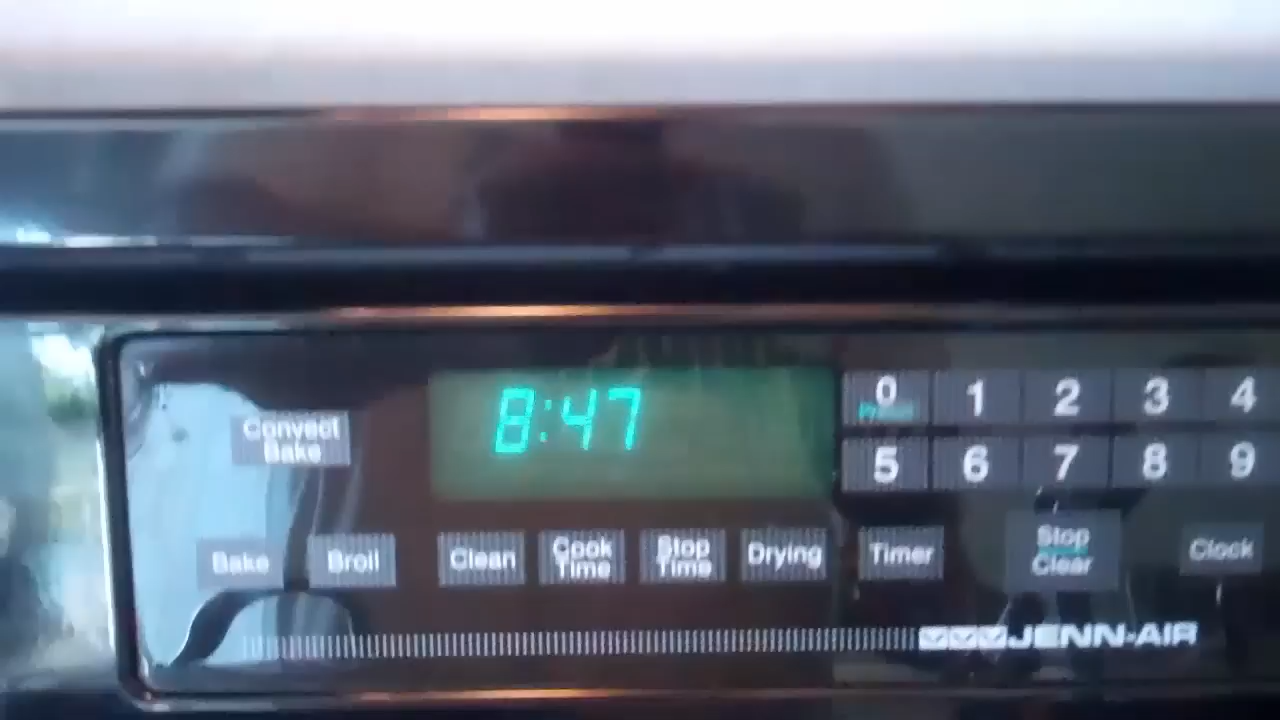 8:47
Convect
Bake
0 1 2 3 4
5 6 7 8 9
Bake Broil Clean Cook Time Stop Time Drying Timer Stop Clear Clock
JENN-AIR